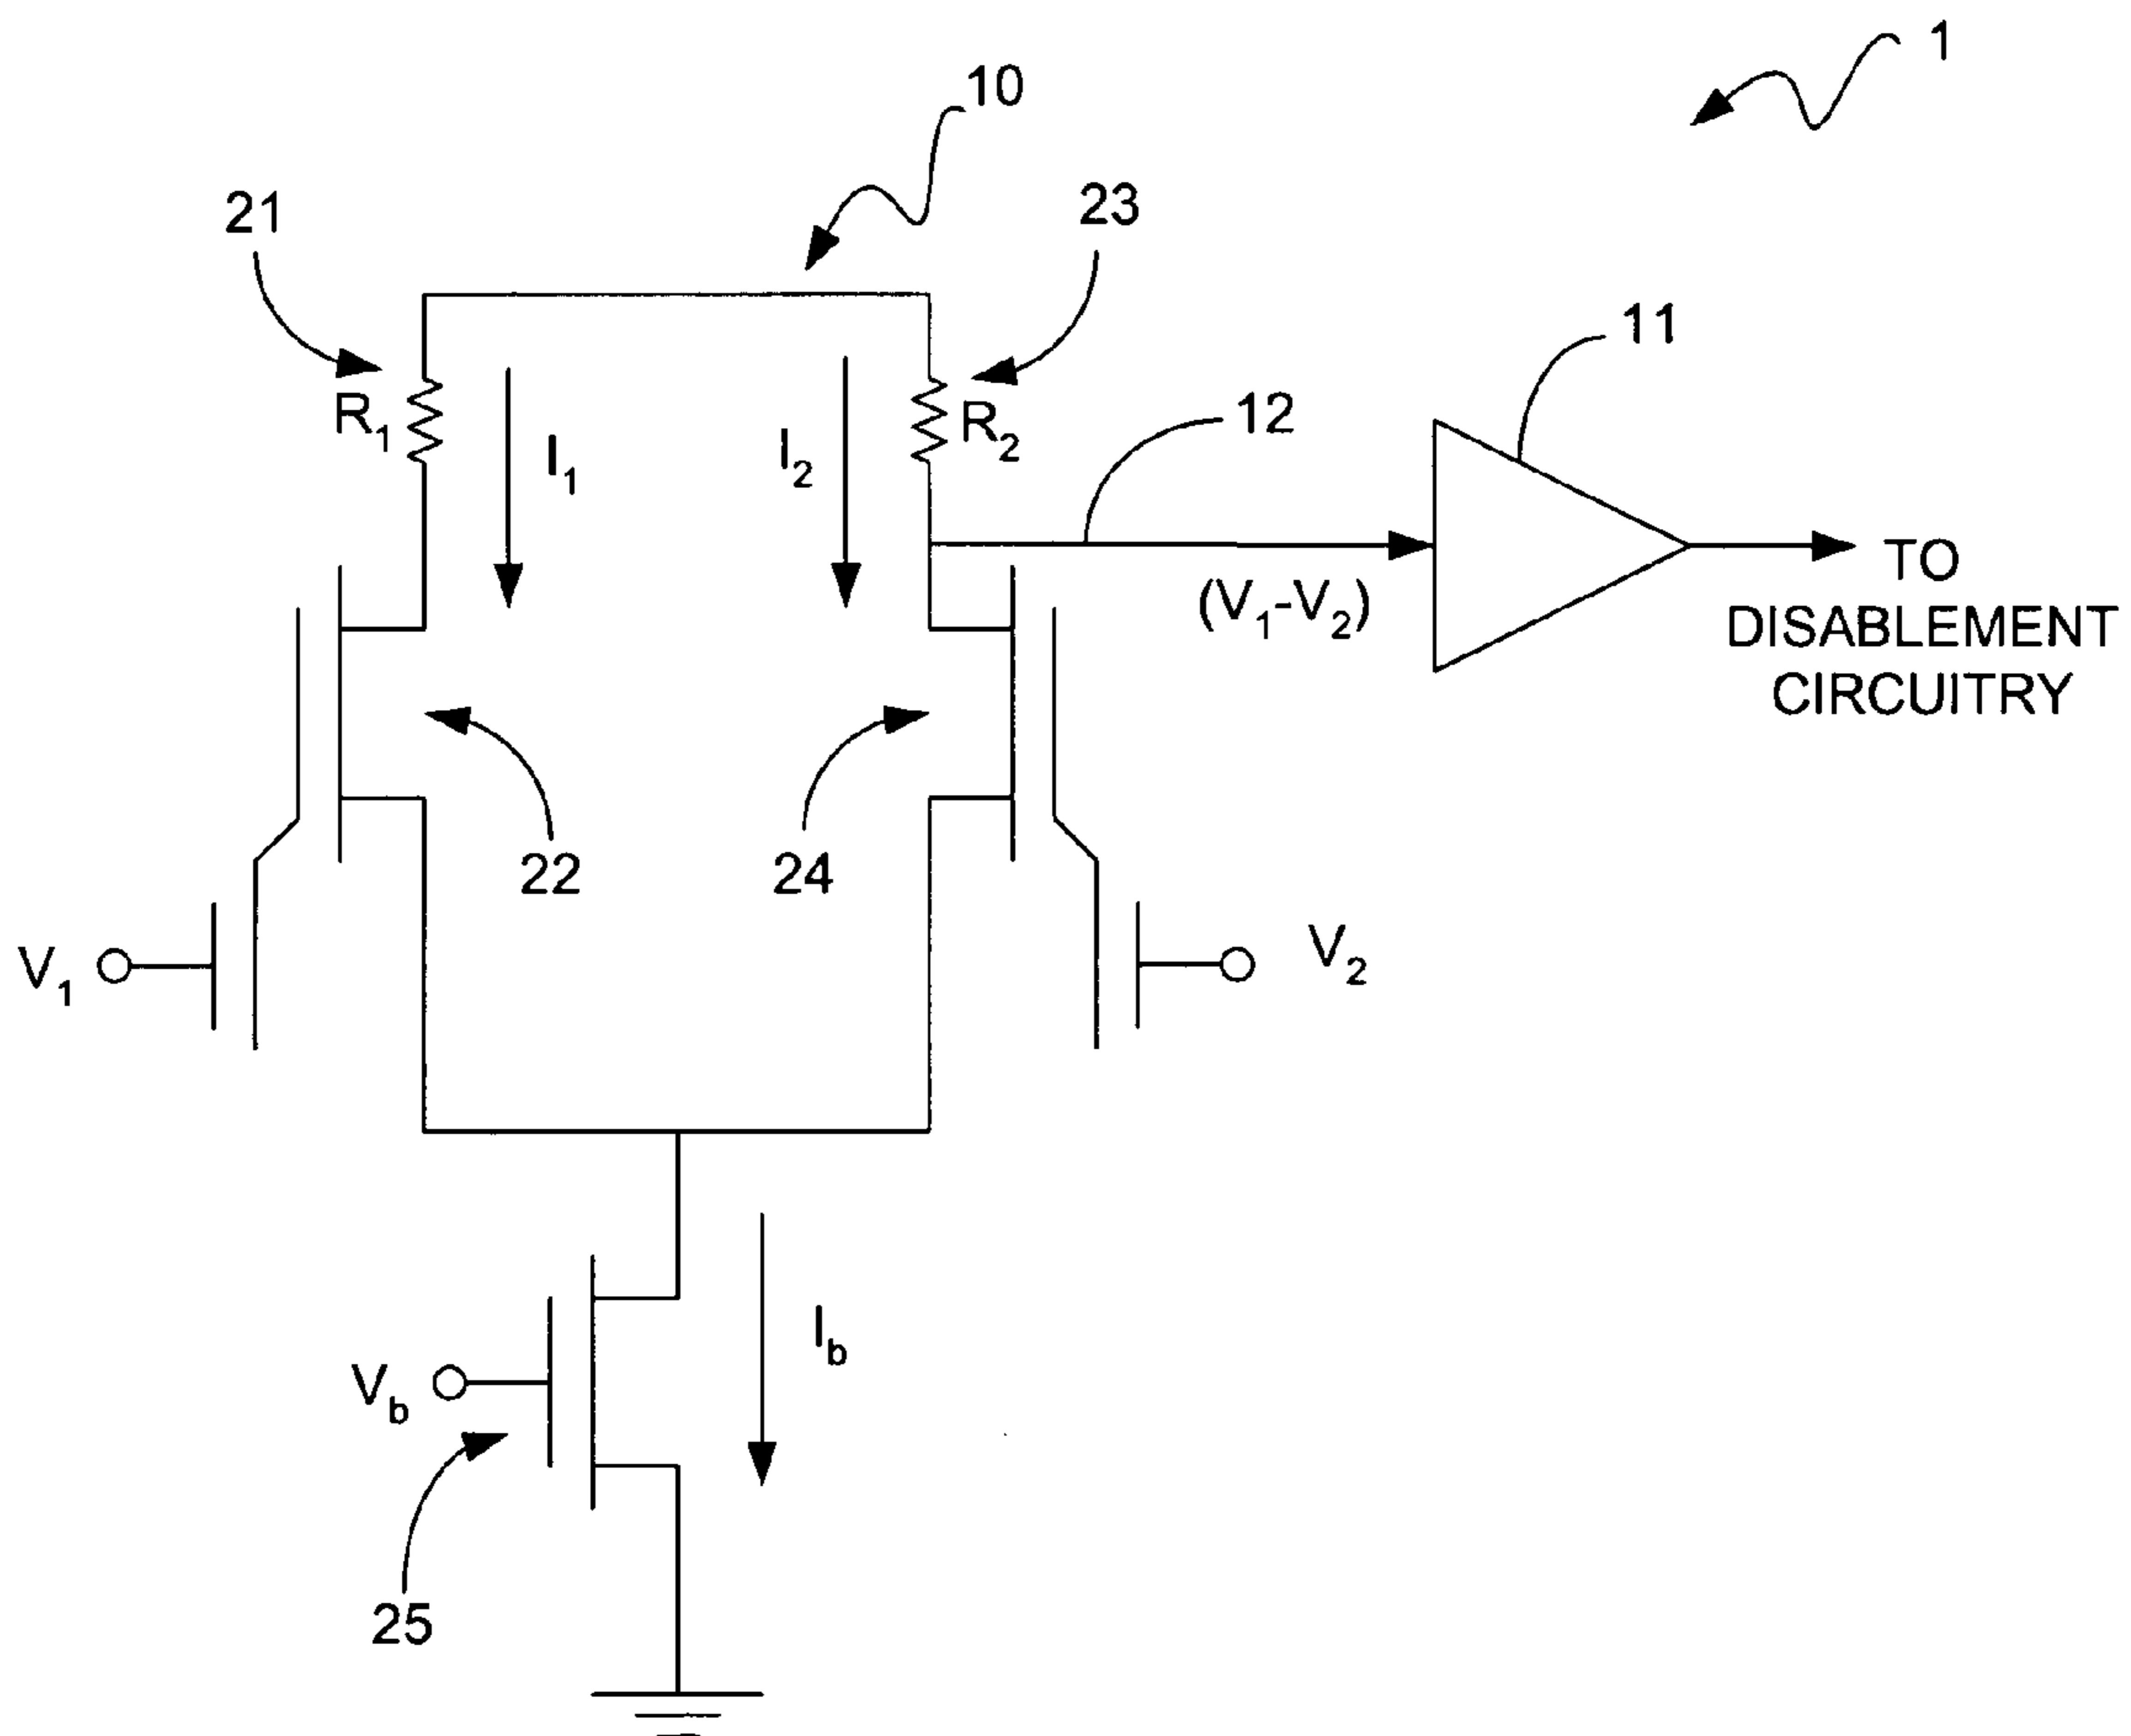 1
10
21
23
11
R1
I1
I2
R2
12
(V1-V2)
TO
DISABLEMENT
CIRCUITRY
22
24
V1
V2
Ib
Vb
25